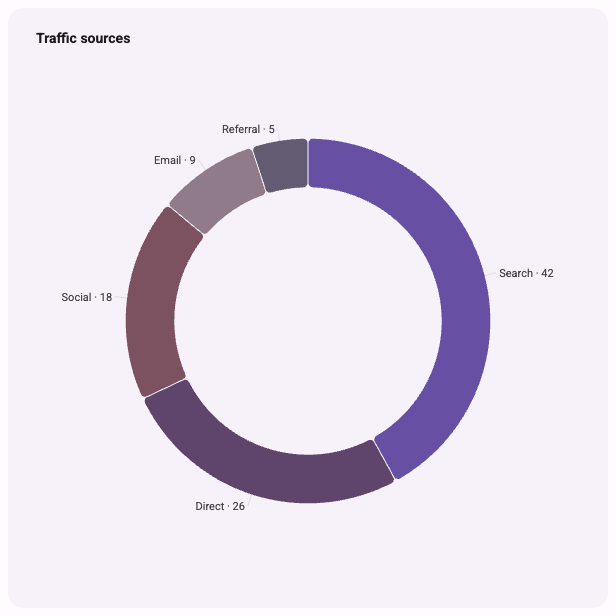 Traffic sources
Referral · 5
Email · 9
Search · 42
Social · 18
Direct · 26